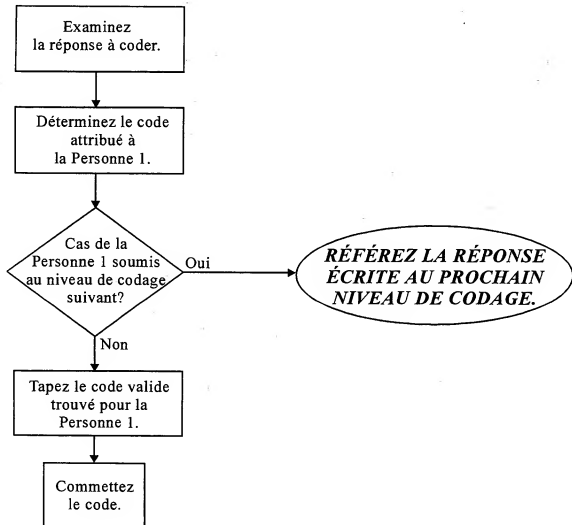 Examinez
la réponse à coder.
Déterminez le code
attribué à
la Personne 1.
Cas de la
Personne 1 soumis
au niveau de codage
suivant?
Oui
RÉFÉREZ LA RÉPONSE
ÉCRITE AU PROCHAIN
NIVEAU DE CODAGE.
Non
Tapez le code valide
trouvé pour la
Personne 1.
Commettez
le code.